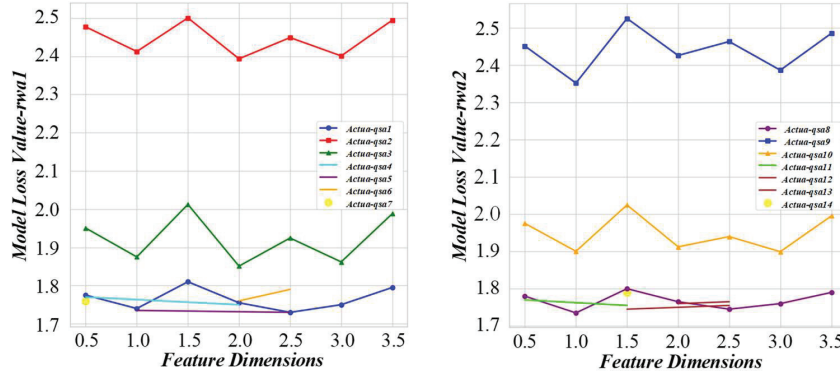 Model Loss Value-rwa1
2.5
2.4
2.3
2.2
2.1
2.0
1.9
1.8
1.7
0.5 1.0 1.5 2.0 2.5 3.0 3.5
Feature Dimensions
Actua-qsa1
Actua-qsa2
Actua-qsa3
Actua-qsa4
Actua-qsa5
Actua-qsa6
Actua-qsa7
Model Loss Value-rwa2
2.5
2.4
2.3
2.2
2.1
2.0
1.9
1.8
1.7
0.5 1.0 1.5 2.0 2.5 3.0 3.5
Feature Dimensions
Actua-qsa8
Actua-qsa9
Actua-qsa10
Actua-qsa11
Actua-qsa12
Actua-qsa13
Actua-qsa14